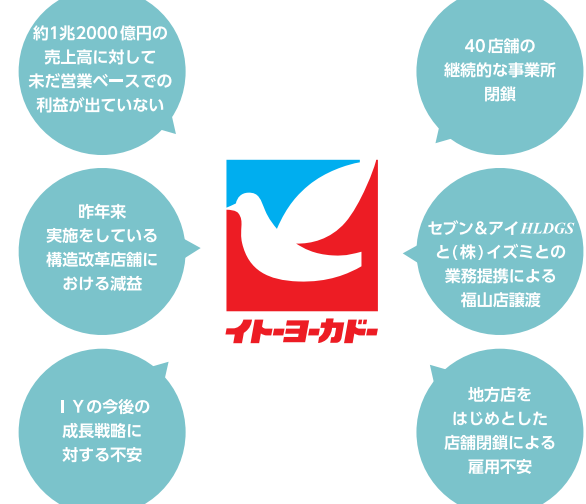 約1兆2000億円の
売上高に対して
未だ営業ベースでの
利益が出ていない
40店舗の
継続的な事業所
閉鎖
昨年来
実施をしている
構造改革店舗に
おける減益
セブン＆アイHLDGS
と(株)イズミとの
業務提携による
福山店譲渡
イトーヨーカドー
ＩＹの今後の
成長戦略に
対する不安
地方店を
はじめとした
店舗閉鎖による
雇用不安